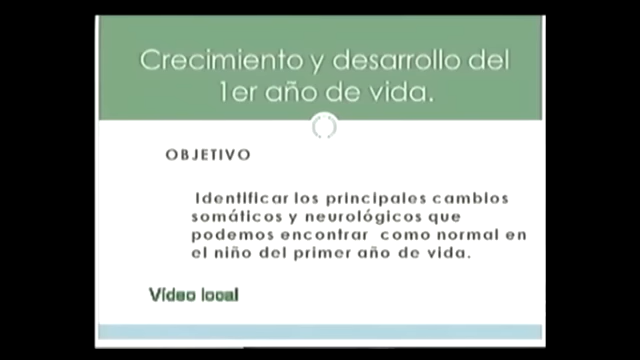 Crecimiento y desarrollo del
1er año de vida.
OBJETIVO
Identificar los principales cambios
somáticos y neurológicos que
podemos encontrar como normal en
el niño del primer año de vida.
Vídeo local